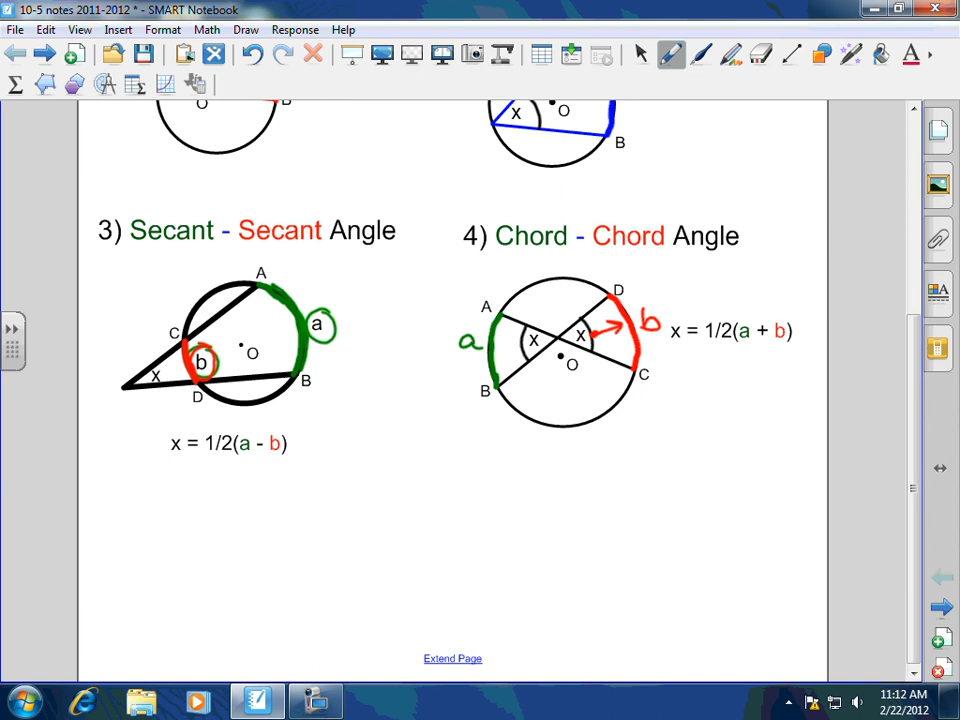 10-5 notes 2011-2012 * - SMART Notebook
File Edit View Insert Format Math Draw Response Help
O B
x O
B
3) Secant - Secant Angle
4) Chord - Chord Angle
A
C
a
b
O
x
D
B
x = 1/2(a - b)
D
A
a
x
x
b
x = 1/2(a + b)
O
C
B
Extend Page
11:12 AM
2/22/2012